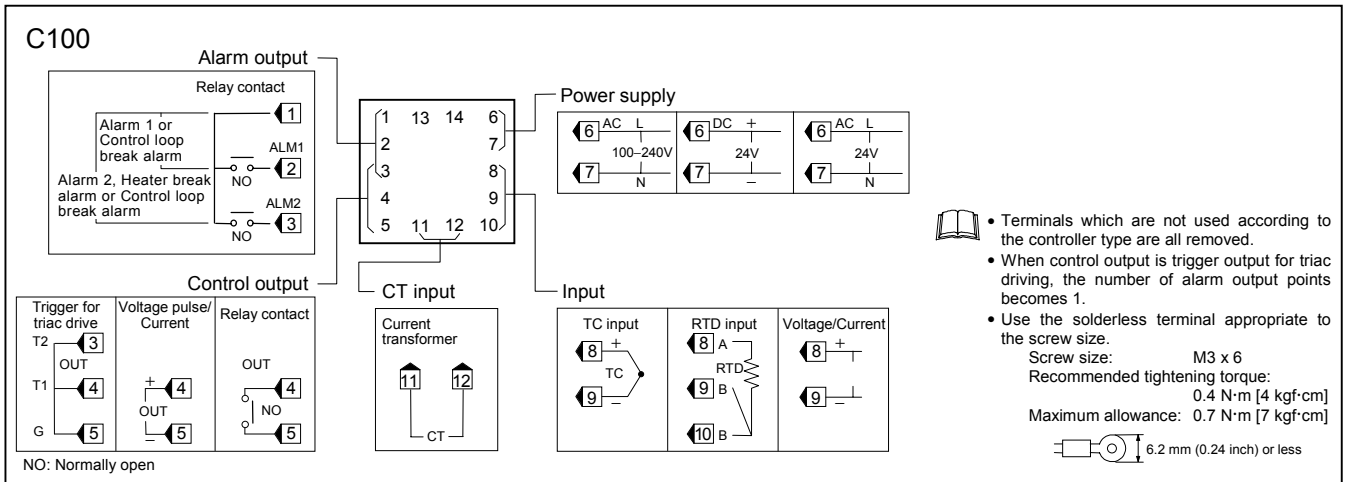 C100
Alarm output
Relay contact
1
Alarm 1 or
Control loop
break alarm
ALM1
2
NO
Alarm 2, Heater break
alarm or Control loop
break alarm
ALM2
3
NO
1 13 14 6
2 7
3 8
4 9
5 11 12 10
Power supply
6 AC L
100–240V
7 N
6 DC +
24V
7 –
6 AC L
24V
7 N
Control output
Trigger for
triac drive
T2 3
OUT
T1 4
G 5
Voltage pulse/
Current
+ 4
OUT
– 5
Relay contact
OUT
4
NO
5
NO: Normally open
CT input
Current
transformer
11 12
CT
Input
TC input
8 +
TC
9 –
RTD input
8 A
RTD
9 B
10 B
Voltage/Current
8 +
9 –
• Terminals which are not used according to
the controller type are all removed.
• When control output is trigger output for triac
driving, the number of alarm output points
becomes 1.
• Use the solderless terminal appropriate to
the screw size.
Screw size: M3 x 6
Recommended tightening torque:
0.4 N·m [4 kgf·cm]
Maximum allowance: 0.7 N·m [7 kgf·cm]
6.2 mm (0.24 inch) or less